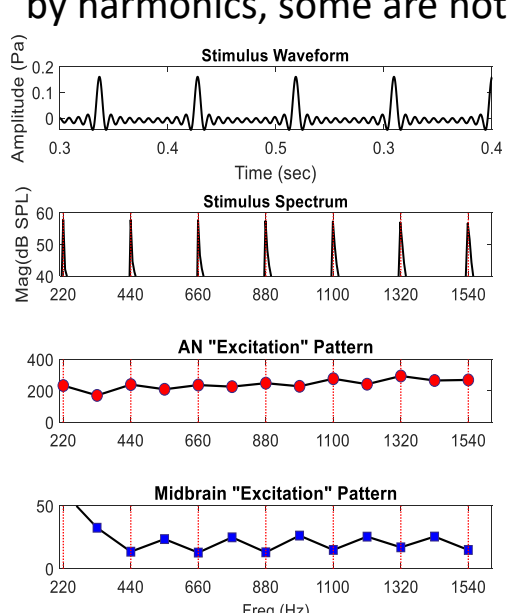 by harmonics, some are not
Stimulus Waveform
Amplitude (Pa)
0.2
0.1
0
0.3 0.4 0.5 0.3 0.4
Time (sec)
Stimulus Spectrum
Mag(dB SPL)
60
50
40
220 440 660 880 1100 1320 1540
AN "Excitation" Pattern
400
200
0
220 440 660 880 1100 1320 1540
Midbrain "Excitation" Pattern
50
0
220 440 660 880 1100 1320 1540
Freq (Hz)